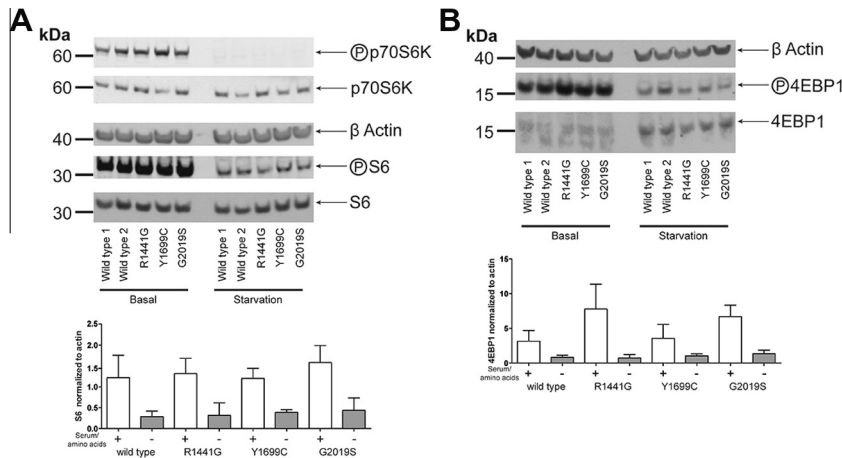 A
kDa
60
Ⓟp70S6K
60
p70S6K
40
β Actin
30
ⓅS6
30
S6
Wild type 1
Wild type 2
R1441G
Y1699C
G2019S
Wild type 1
Wild type 2
R1441G
Y1699C
G2019S
Basal
Starvation
S6 normalized to actin
2.5
2.0
1.5
1.0
0.5
0.0
Serum/
amino acids
+ - + - + - + -
wild type R1441G Y1699C G2019S
B
kDa
40
β Actin
15
Ⓟ4EBP1
15
4EBP1
Wild type 1
Wild type 2
R1441G
Y1699C
G2019S
Wild type 1
Wild type 2
R1441G
Y1699C
G2019S
Basal
Starvation
4EBP1 normalized to actin
15
10
5
0
Serum/
amino acids
+ - + - + - + -
wild type R1441G Y1699C G2019S